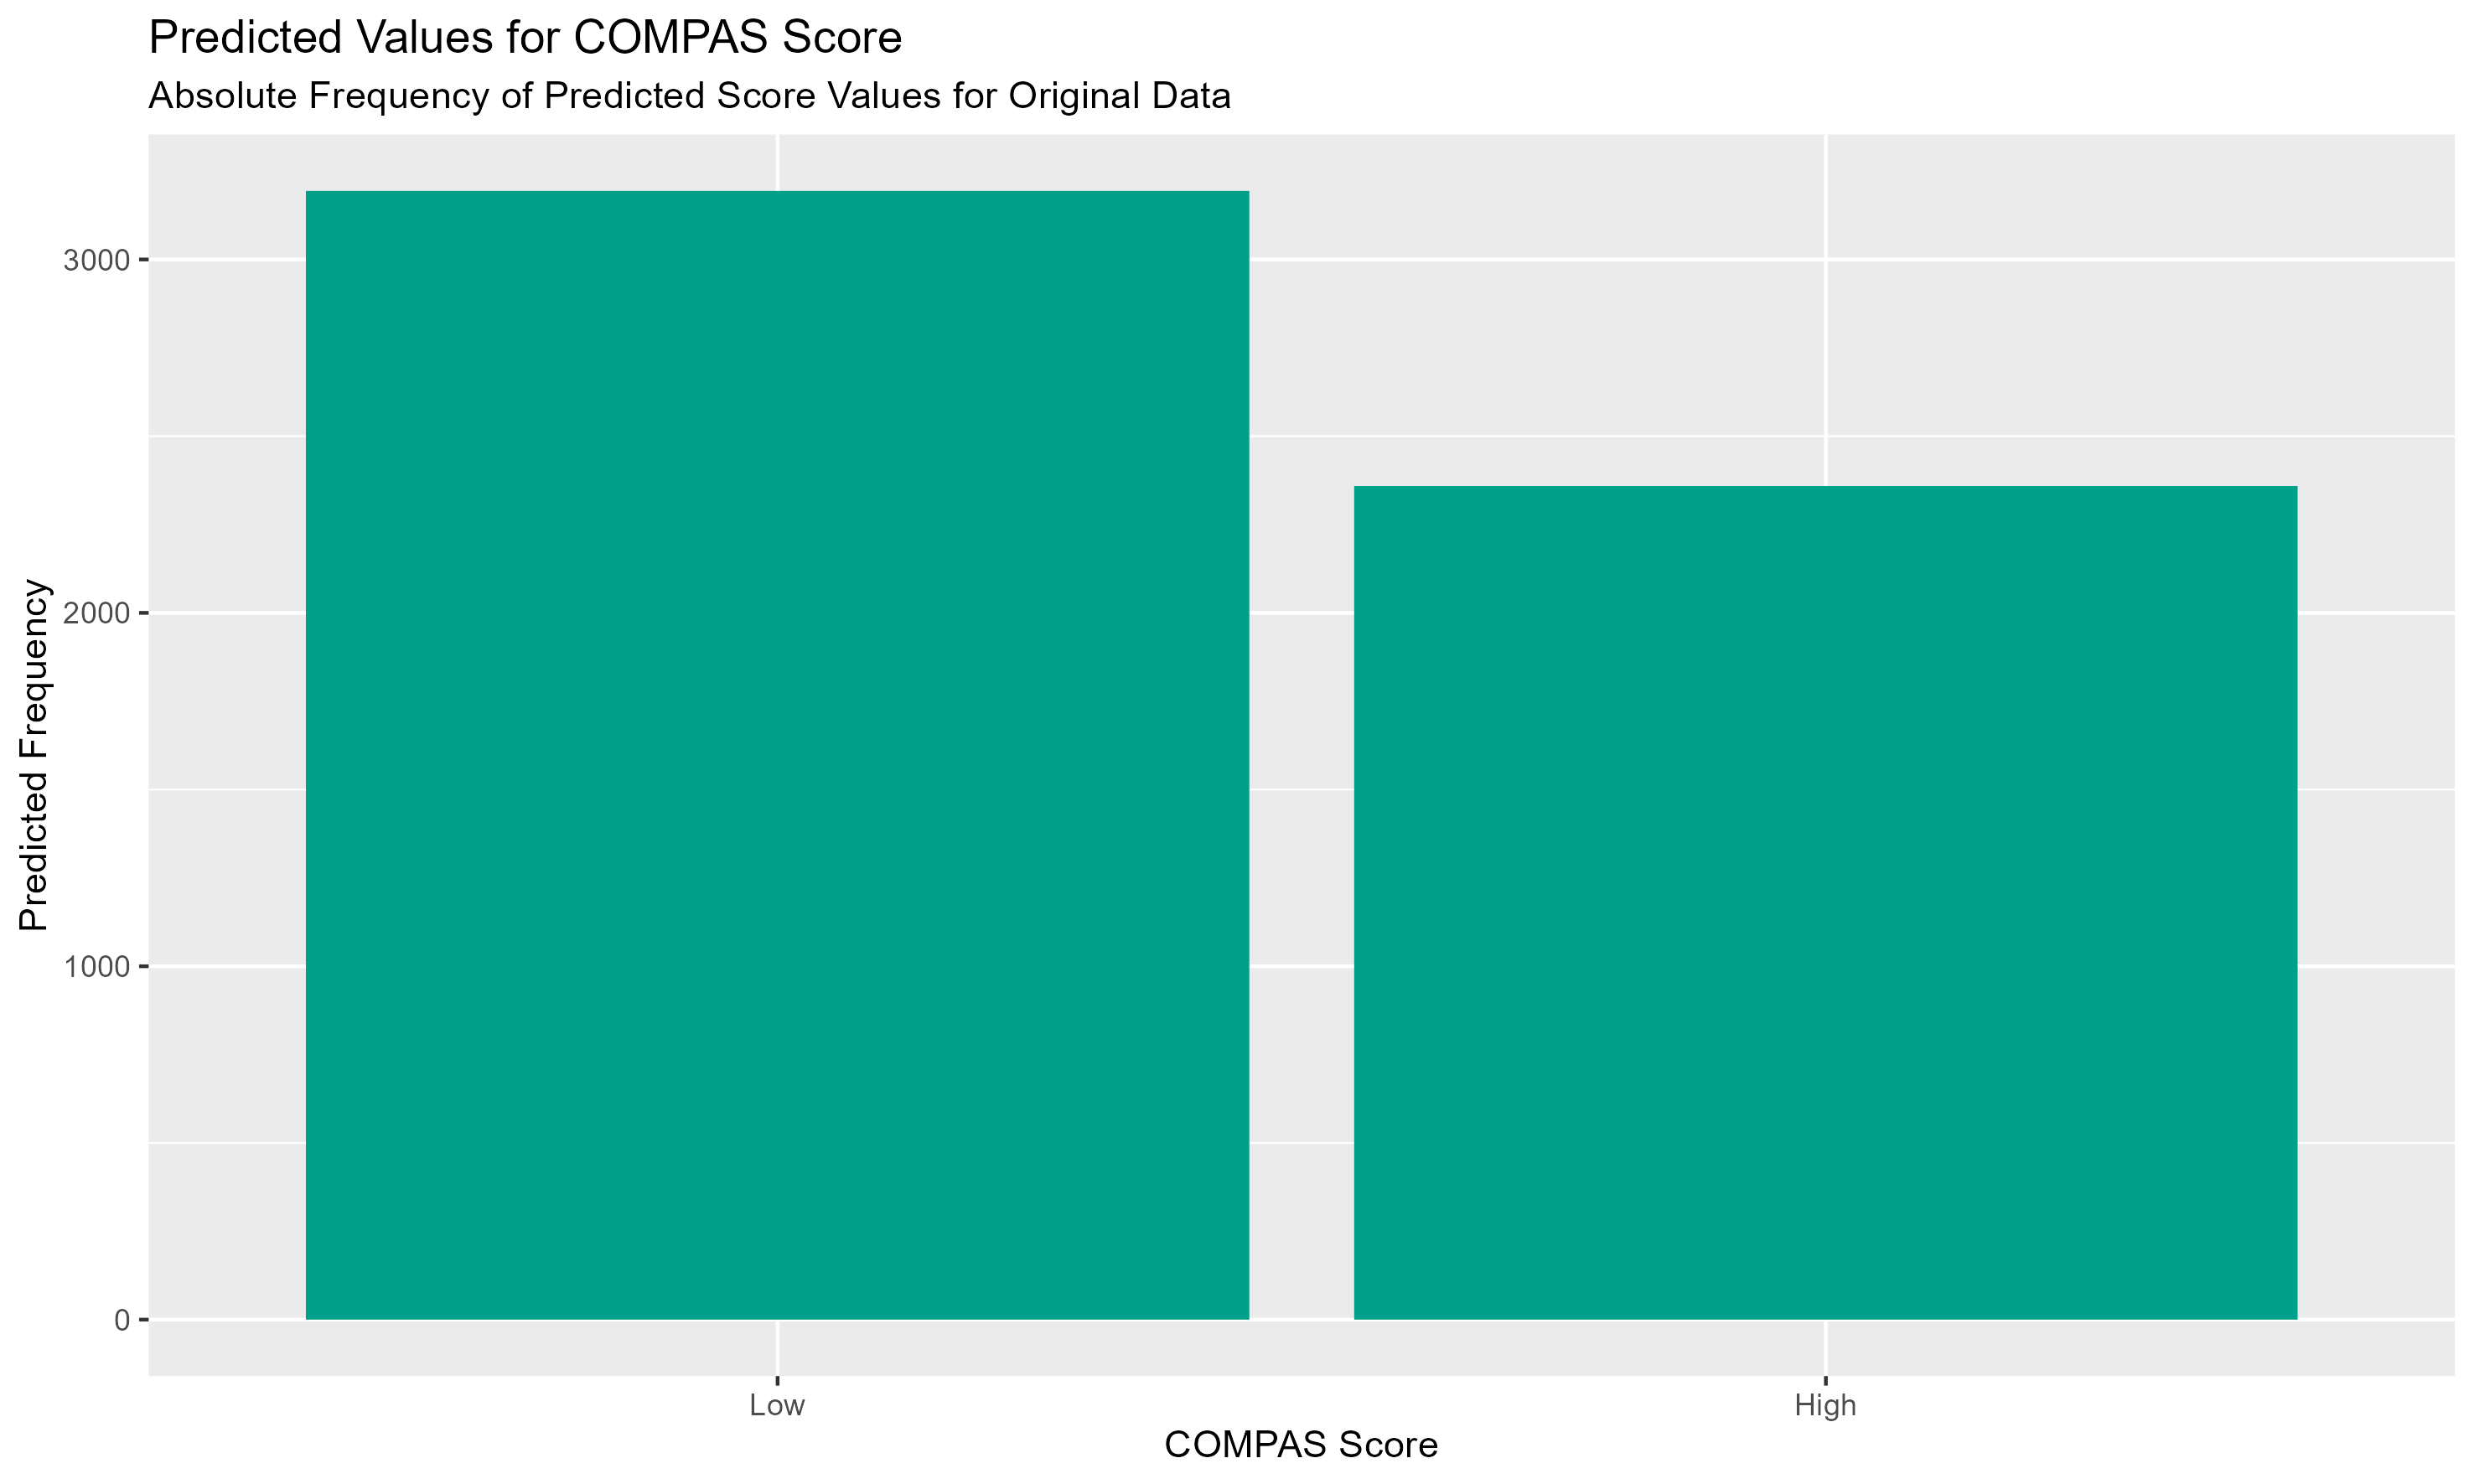 Predicted Values for COMPAS Score
Absolute Frequency of Predicted Score Values for Original Data
Predicted Frequency
3000
2000
1000
0
Low
High
COMPAS Score